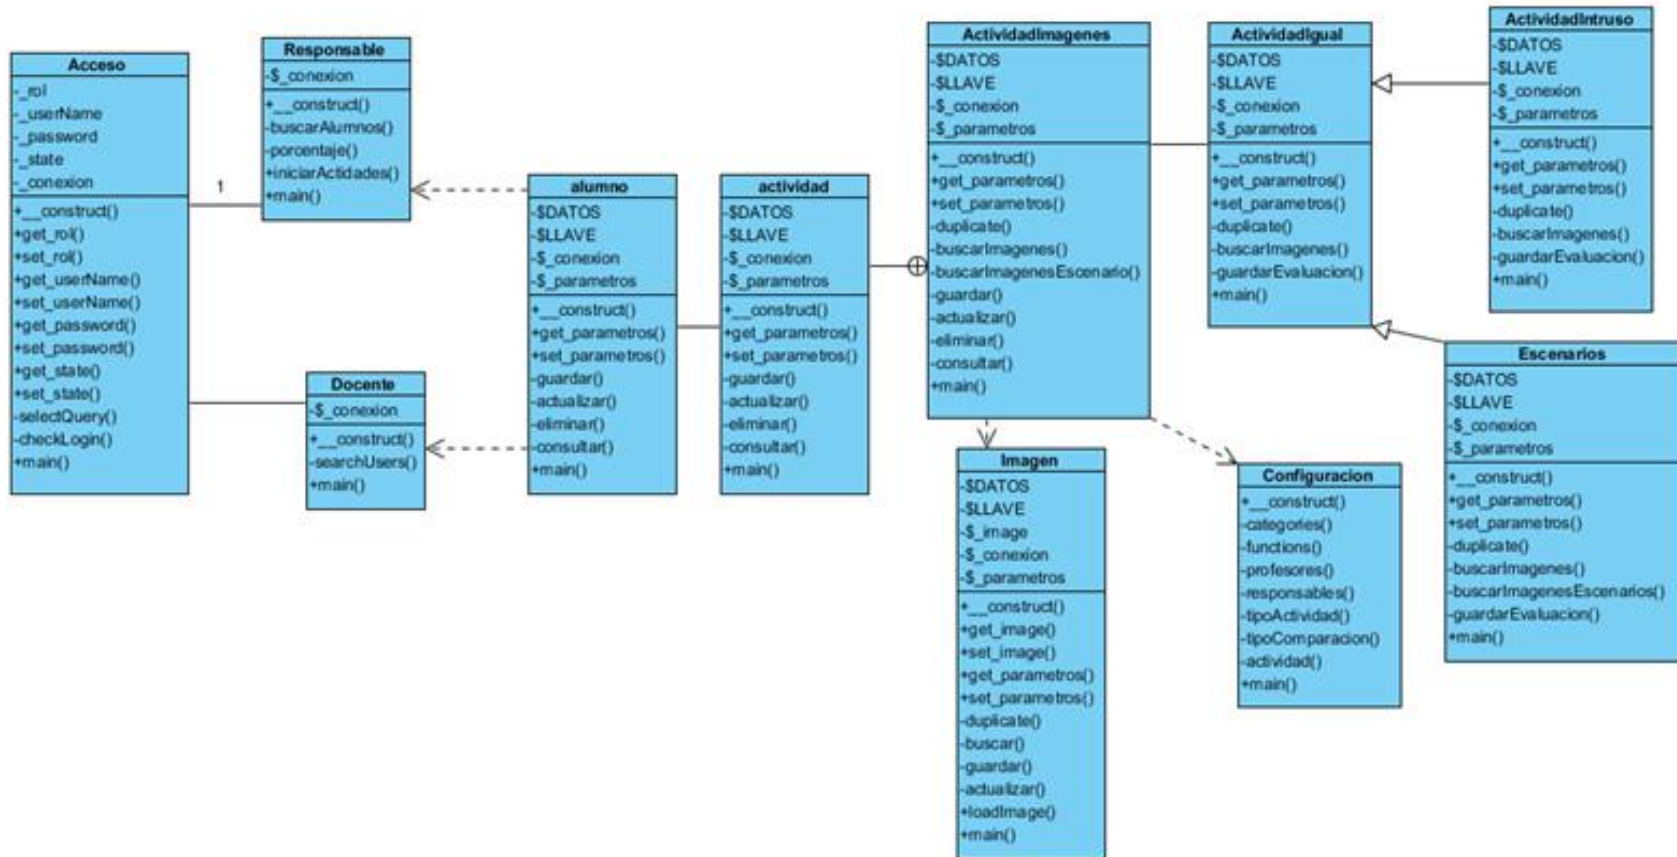 Acceso
-_rol
-_userName
-_password
-_state
-_conexion
+__construct()
+get_rol()
+set_rol()
+get_userName()
+set_userName()
+get_password()
+set_password()
+get_state()
+set_state()
-selectQuery()
-checkLogin()
+main()
1
Responsable
-$_conexion
+__construct()
-buscarAlumnos()
-porcentaje()
+iniciarActidades()
+main()
Docente
-$_conexion
+__construct()
-searchUsers()
+main()
alumno
-$DATOS
-$LLAVE
-$_conexion
-$_parametros
+__construct()
+get_parametros()
+set_parametros()
-guardar()
-actualizar()
-eliminar()
-consultar()
+main()
actividad
-$DATOS
-$LLAVE
-$_conexion
-$_parametros
+__construct()
+get_parametros()
+set_parametros()
-guardar()
-actualizar()
-eliminar()
-consultar()
+main()
ActividadImagenes
-$DATOS
-$LLAVE
-$_conexion
-$_parametros
+__construct()
+get_parametros()
+set_parametros()
-duplicate()
-buscarImagenes()
-buscarImagenesEscenario()
-guardar()
-actualizar()
-eliminar()
-consultar()
+main()
Imagen
-$DATOS
-$LLAVE
-$_image
-$_conexion
-$_parametros
+__construct()
+get_image()
+set_image()
+get_parametros()
+set_parametros()
-duplicate()
-buscar()
-guardar()
-actualizar()
+loadImage()
+main()
ActividadIgual
-$DATOS
-$LLAVE
-$_conexion
-$_parametros
+__construct()
+get_parametros()
+set_parametros()
-duplicate()
-buscarImagenes()
-guardarEvaluacion()
+main()
Configuracion
+__construct()
-categories()
-functions()
-profesores()
-responsables()
-tipoActividad()
-tipoComparacion()
-actividad()
+main()
ActividadIntruso
-$DATOS
-$LLAVE
-$_conexion
-$_parametros
+__construct()
+get_parametros()
+set_parametros()
-duplicate()
-buscarImagenes()
-guardarEvaluacion()
+main()
Escenarios
-$DATOS
-$LLAVE
-$_conexion
-$_parametros
+__construct()
+get_parametros()
+set_parametros()
-duplicate()
-buscarImagenes()
-buscarImagenesEscenarios()
-guardarEvaluacion()
+main()